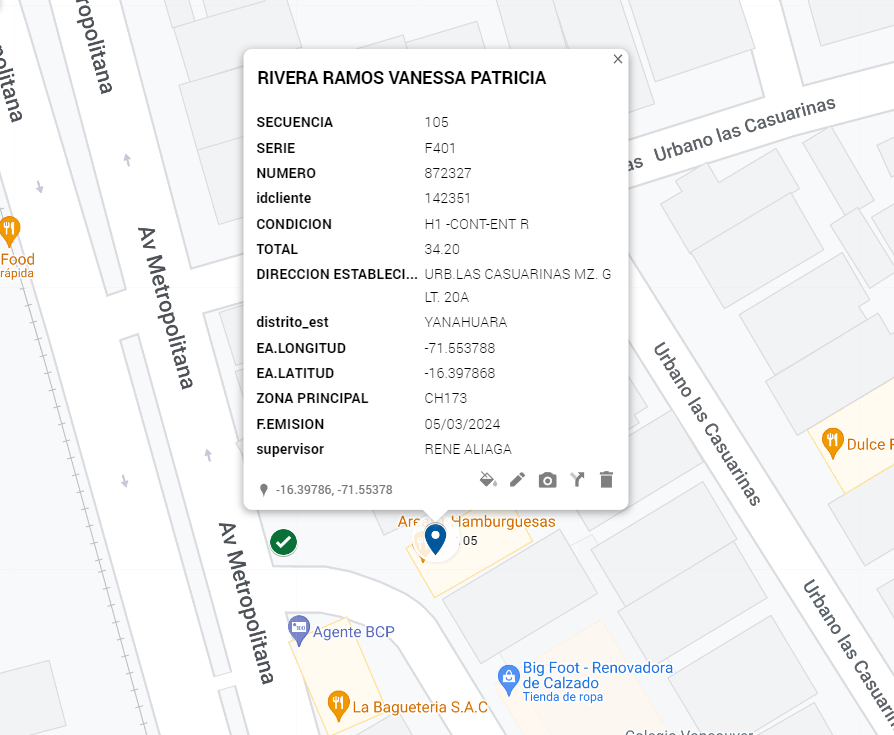 RIVERA RAMOS VANESSA PATRICIA
SECUENCIA 105
SERIE F401
NUMERO 872327
idcliente 142351
CONDICION H1 -CONT-ENT R
TOTAL 34.20
DIRECCION ESTABLECI... URB.LAS CASUARINAS MZ. G
LT. 20A
distrito_est YANAHUARA
EA.LONGITUD -71.553788
EA.LATITUD -16.397868
ZONA PRINCIPAL CH173
F.EMISION 05/03/2024
supervisor RENE ALIAGA
-16.39786, -71.55378
opolitana
politana
Urbano las Casuarinas
as
Food
rápida
Av Metropolitana
Urbano las Casuarinas
Dulce
Hamburguesas
05
Av Metropolitana
Agente BCP
Urbano las Casuarinas
Big Foot - Renovadora
de Calzado
Tienda de ropa
La Bagueteria S.A.C